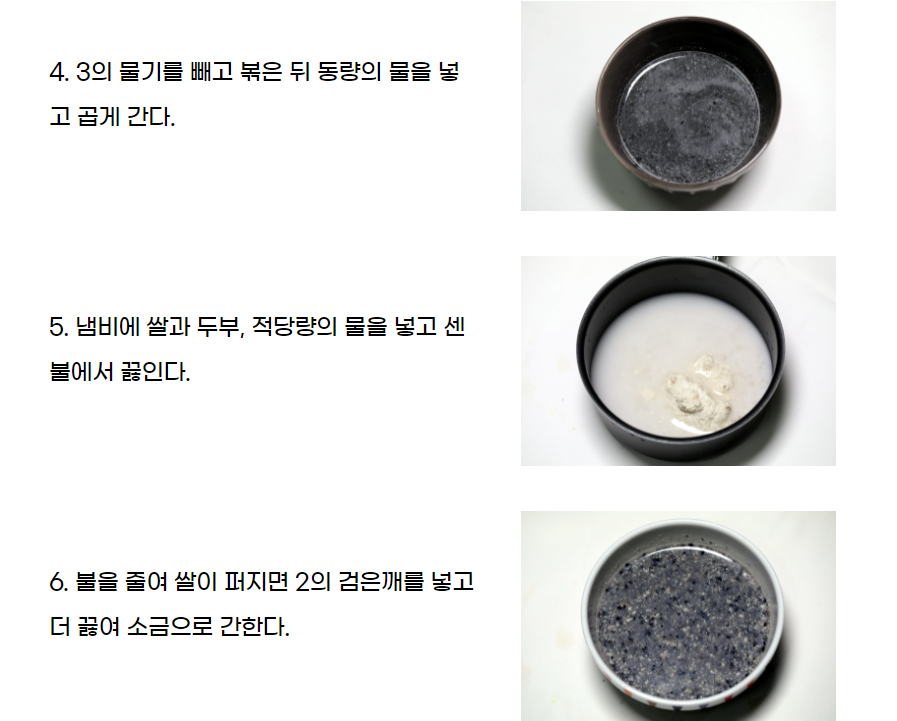 4. 3의 물기를 빼고 볶은 뒤 동량의 물을 넣
고 곱게 간다.
5. 냄비에 쌀과 두부, 적당량의 물을 넣고 센
불에서 끓인다.
6. 불을 줄여 쌀이 퍼지면 2의 검은깨를 넣고
더 끓여 소금으로 간한다.